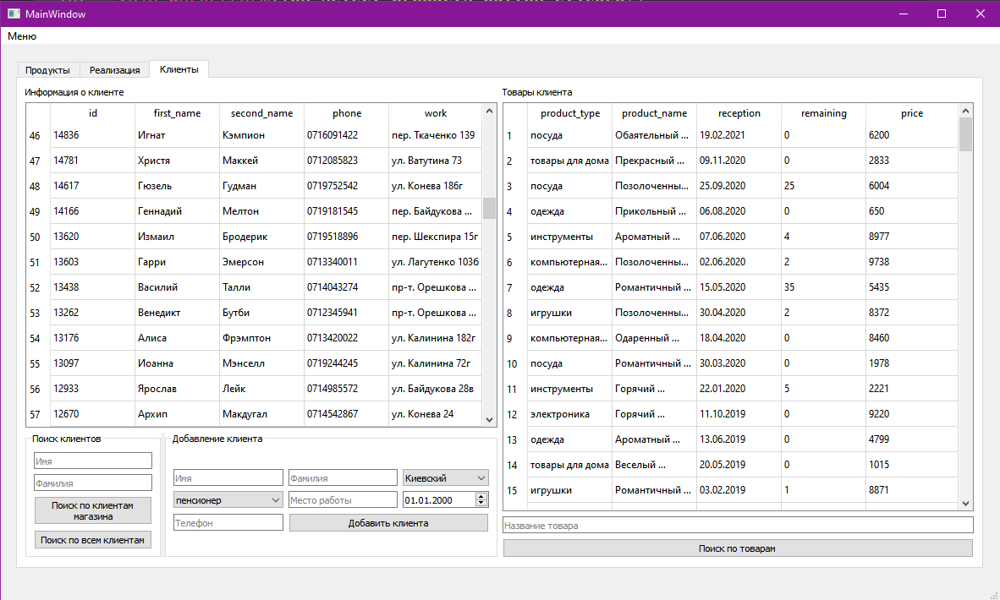 MainWindow
Меню
Продукты Реализация Клиенты
Информация о клиенте
id first_name second_name phone work
46 14836 Игнат Кэмпион 0716091422 пер. Ткаченко 139
47 14781 Христя Маккей 0712085823 ул. Ватутина 73
48 14617 Гюзель Гудман 0719752542 ул. Конева 186г
49 14166 Геннадий Мелтон 0719181545 пер. Байдукова ...
50 13620 Измаил Бродерик 0719518896 пер. Шекспира 15г
51 13603 Гарри Эмерсон 0713340011 ул. Лагутенко 103б
52 13438 Василий Талли 0714043274 пр-т. Орешкова ...
53 13262 Венедикт Бутби 0712345941 пр-т. Орешкова ...
54 13176 Алиса Фрэмптон 0713420022 ул. Калинина 182г
55 13097 Иоанна Мэнселл 0719244245 ул. Калинина 72г
56 12933 Ярослав Лейк 0714985572 ул. Байдукова 28в
57 12670 Архип Макдугал 0714542867 ул. Конева 24
Поиск клиентов
Имя
Фамилия
Поиск по клиентам
магазина
Поиск по всем клиентам
Добавление клиента
Имя Фамилия Киевский
пенсионер Место работы 01.01.2000
Телефон Добавить клиента
Товары клиента
product_type product_name reception remaining price
1 посуда Обаятельный ... 19.02.2021 0 6200
2 товары для дома Прекрасный ... 09.11.2020 0 2833
3 посуда Позолоченны... 25.09.2020 25 6004
4 одежда Прикольный ... 06.08.2020 0 650
5 инструменты Ароматный ... 07.06.2020 4 8977
6 компьютерная... Позолоченны... 02.06.2020 2 9738
7 одежда Романтичный ... 15.05.2020 35 5435
8 игрушки Позолоченны... 30.04.2020 2 8372
9 компьютерная... Одаренный ... 18.04.2020 0 8460
10 посуда Романтичный ... 30.03.2020 0 1978
11 инструменты Горячий ... 22.01.2020 5 2221
12 электроника Горячий ... 11.10.2019 0 9220
13 одежда Ароматный ... 13.06.2019 0 4799
14 товары для дома Веселый ... 20.05.2019 0 1015
15 игрушки Романтичный ... 03.02.2019 1 8871
Название товара
Поиск по товарам